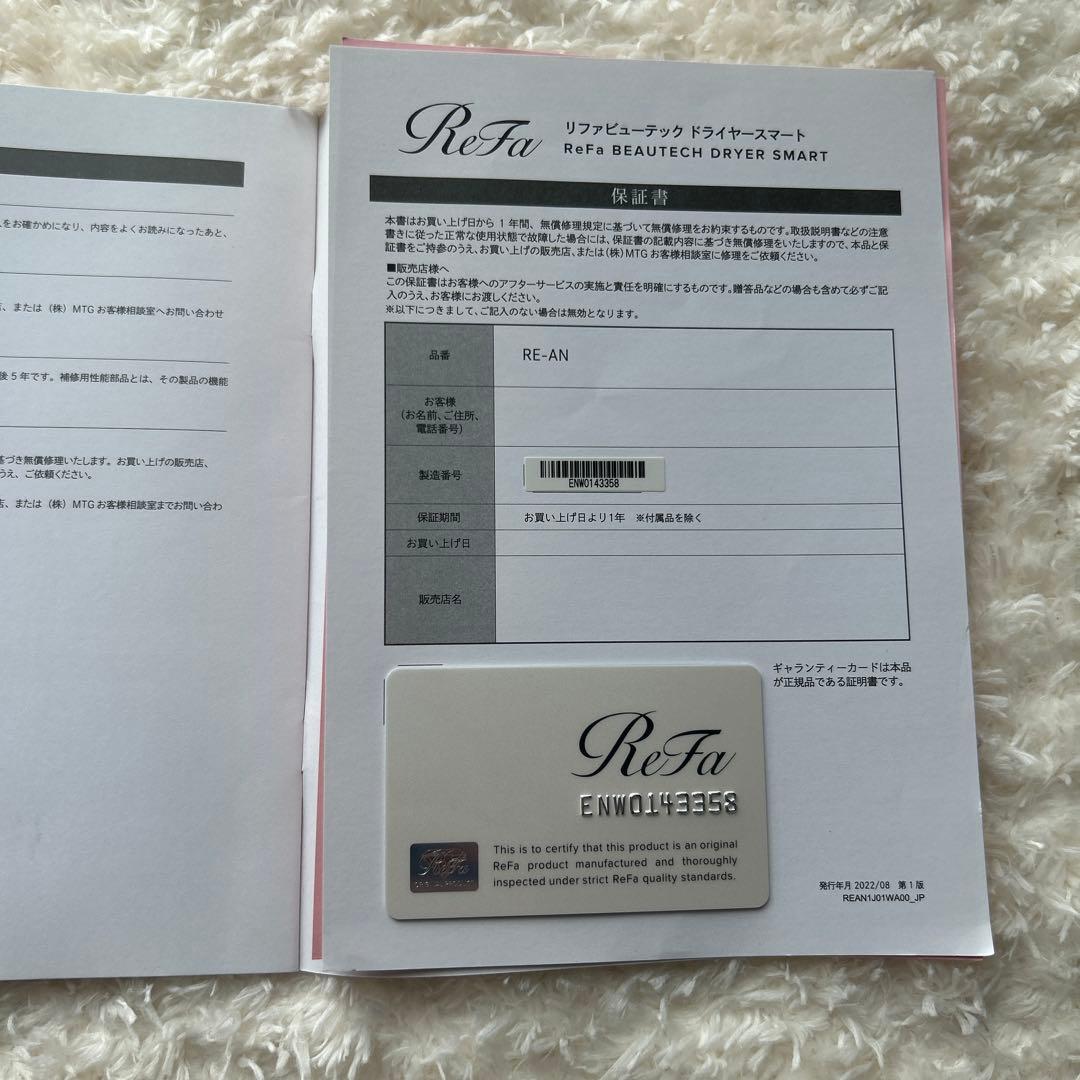 をお確かめになり、内容をよくお読みになったあと、
、または（株）MTGお客様相談室へお問い合わせ
後5年です。補修用性能部品とは、その製品の機能
基づき無償修理いたします。お買い上げの販売店、
うえ、ご依頼ください。
店、または（株）MTGお客様相談室までお問い合わ
ReFa
リファビューテック ドライヤースマート
ReFa BEAUTECH DRYER SMART
保証書
本書はお買い上げ日から1年間、無償修理規定に基づいて無償修理をお約束するものです。取扱説明書などの注意
書きに従った正常な使用状態で故障した場合には、保証書の記載内容に基づき無償修理をいたしますので、本品と保
証書をご持参のうえ、お買い上げの販売店、または(株)MTGお客様相談室に修理をご依頼ください。
■販売店様へ
この保証書はお客様へのアフターサービスの実施と責任を明確にするものです。贈答品などの場合も含めて必ずご記
入のうえ、お客様にお渡しください。
※以下につきまして、ご記入のない場合は無効となります。
品番 RE-AN
お客様
（お名前、ご住所、
電話番号）
製造番号 ENW0143358
保証期間 お買い上げ日より1年 ※付属品を除く
お買い上げ日
販売店名
ギャランティーカードは本品
が正規品である証明書です。
ReFa
ENW0143358
ReFa
ORIGINAL PRODUCT
This is to certify that this product is an original
ReFa product manufactured and thoroughly
inspected under strict ReFa quality standards.
発行年月 2022/08 第1版
REAN1J01WA00_JP